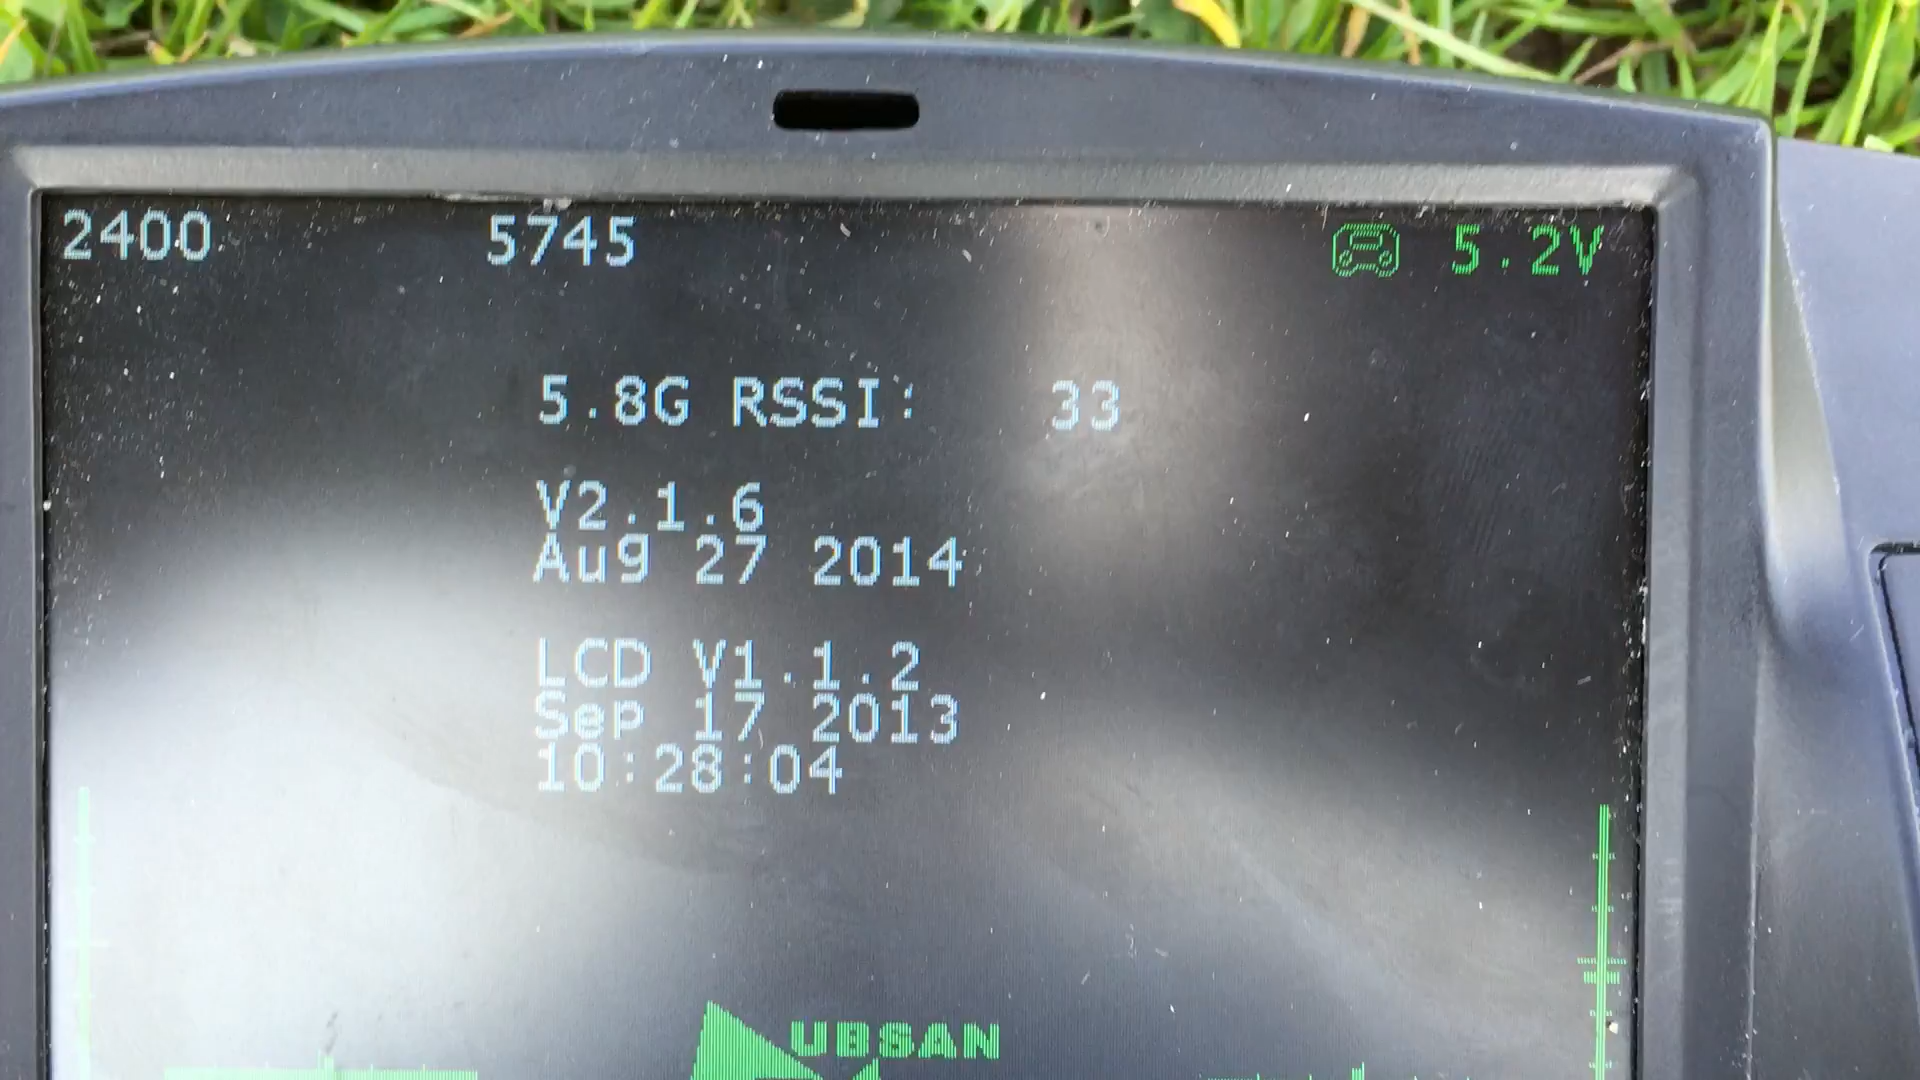 2400 5745 5.2V
5.8G RSSI: 33
V2.1.6
Aug 27 2014
LCD V1.1.2
Sep 17 2013
10:28:04
UBSAN